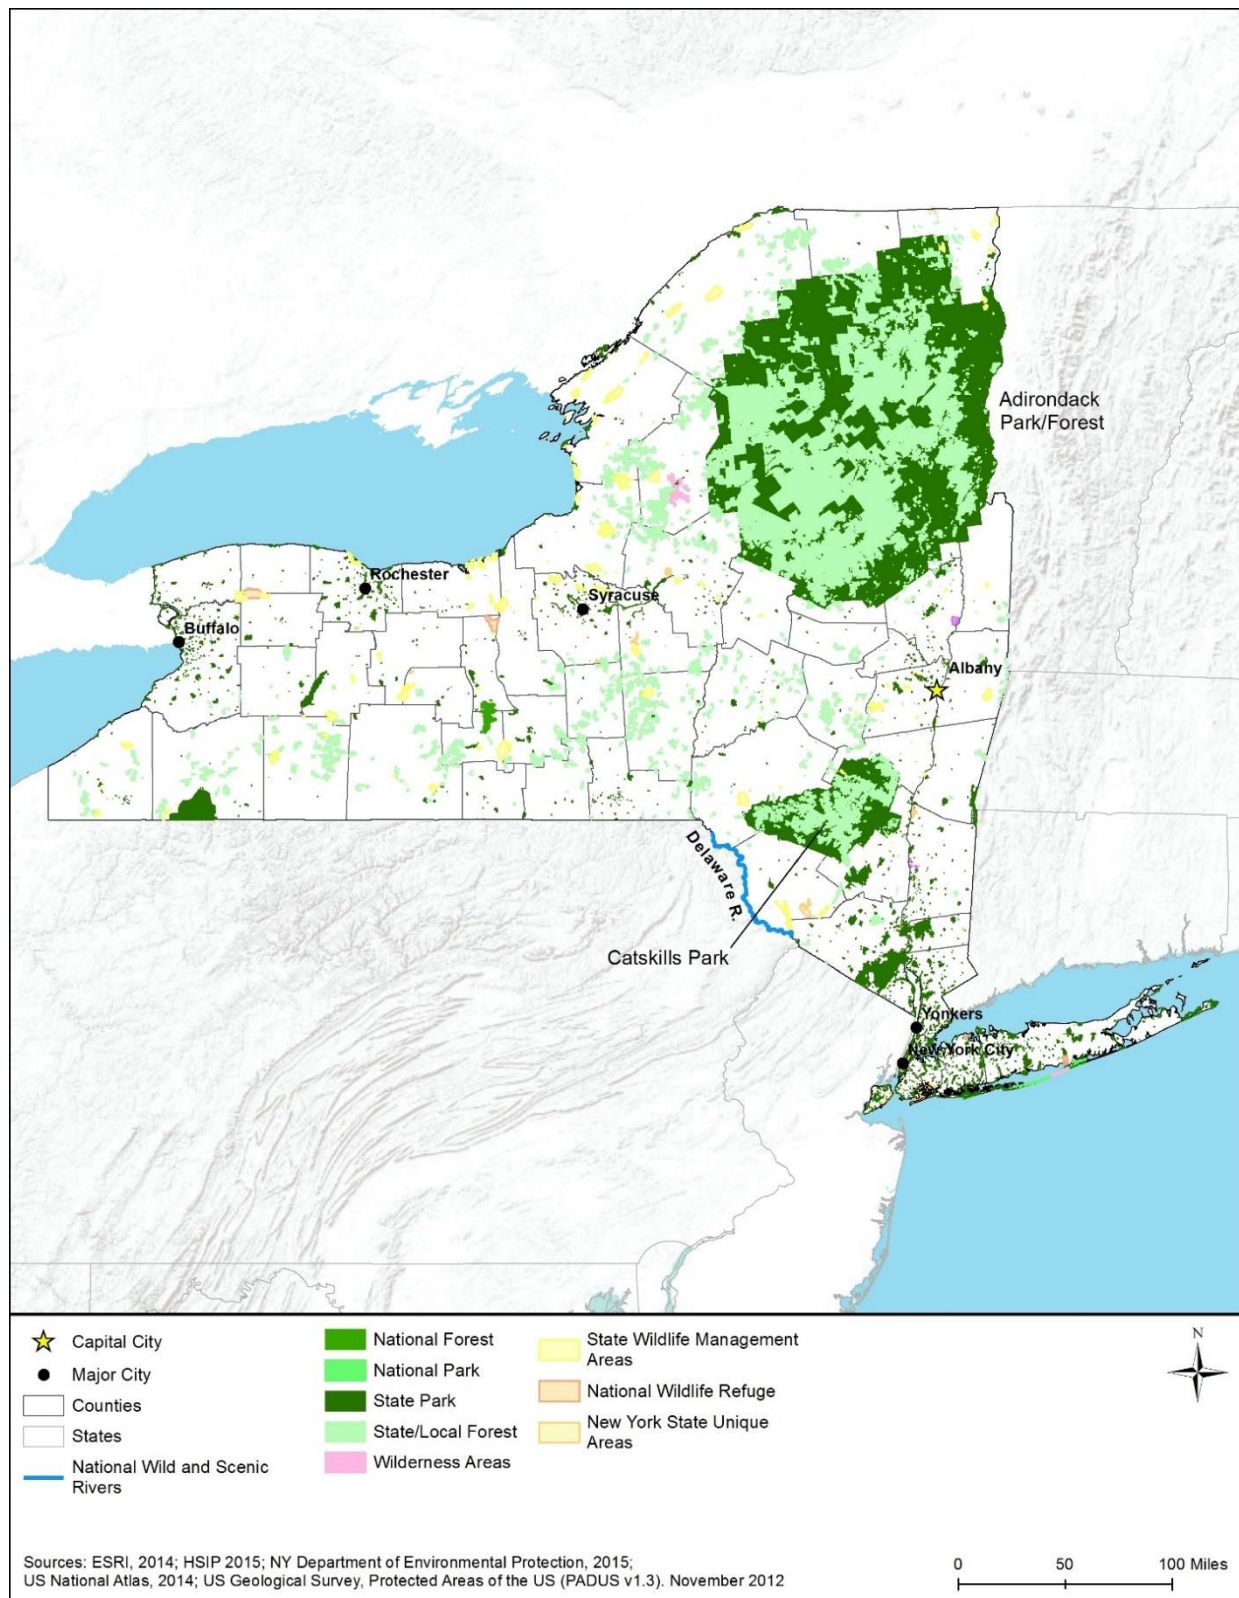 Adirondack
Park/Forest
Rochester
Syracuse
Buffalo
Albany
Delaware R.
Catskills Park
Yonkers
New York City
Capital City
Major City
Counties
States
National Wild and Scenic
Rivers
National Forest
National Park
State Park
State/Local Forest
Wilderness Areas
State Wildlife Management
Areas
National Wildlife Refuge
New York State Unique
Areas
N
Sources: ESRI, 2014; HSIP 2015; NY Department of Environmental Protection, 2015;
US National Atlas, 2014; US Geological Survey, Protected Areas of the US (PADUS v1.3). November 2012
0 50 100 Miles